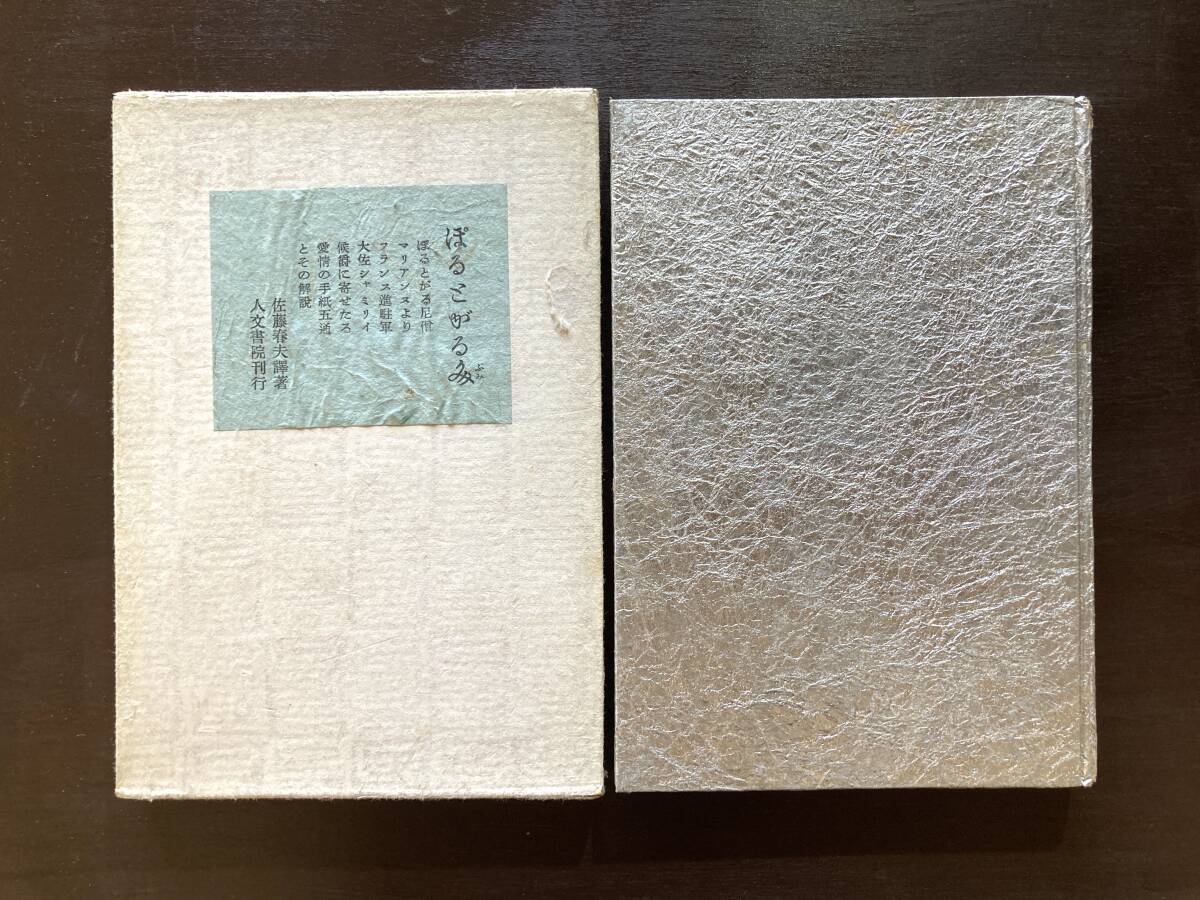 ぽるとがるぶみ
ぽるとがる尼僧
マリアンヌより
フランス進駐軍
大佐シャミリイ
候爵に寄せたる
愛情の手紙五通
とその解説
佐藤春夫譯著
人文書院刊行